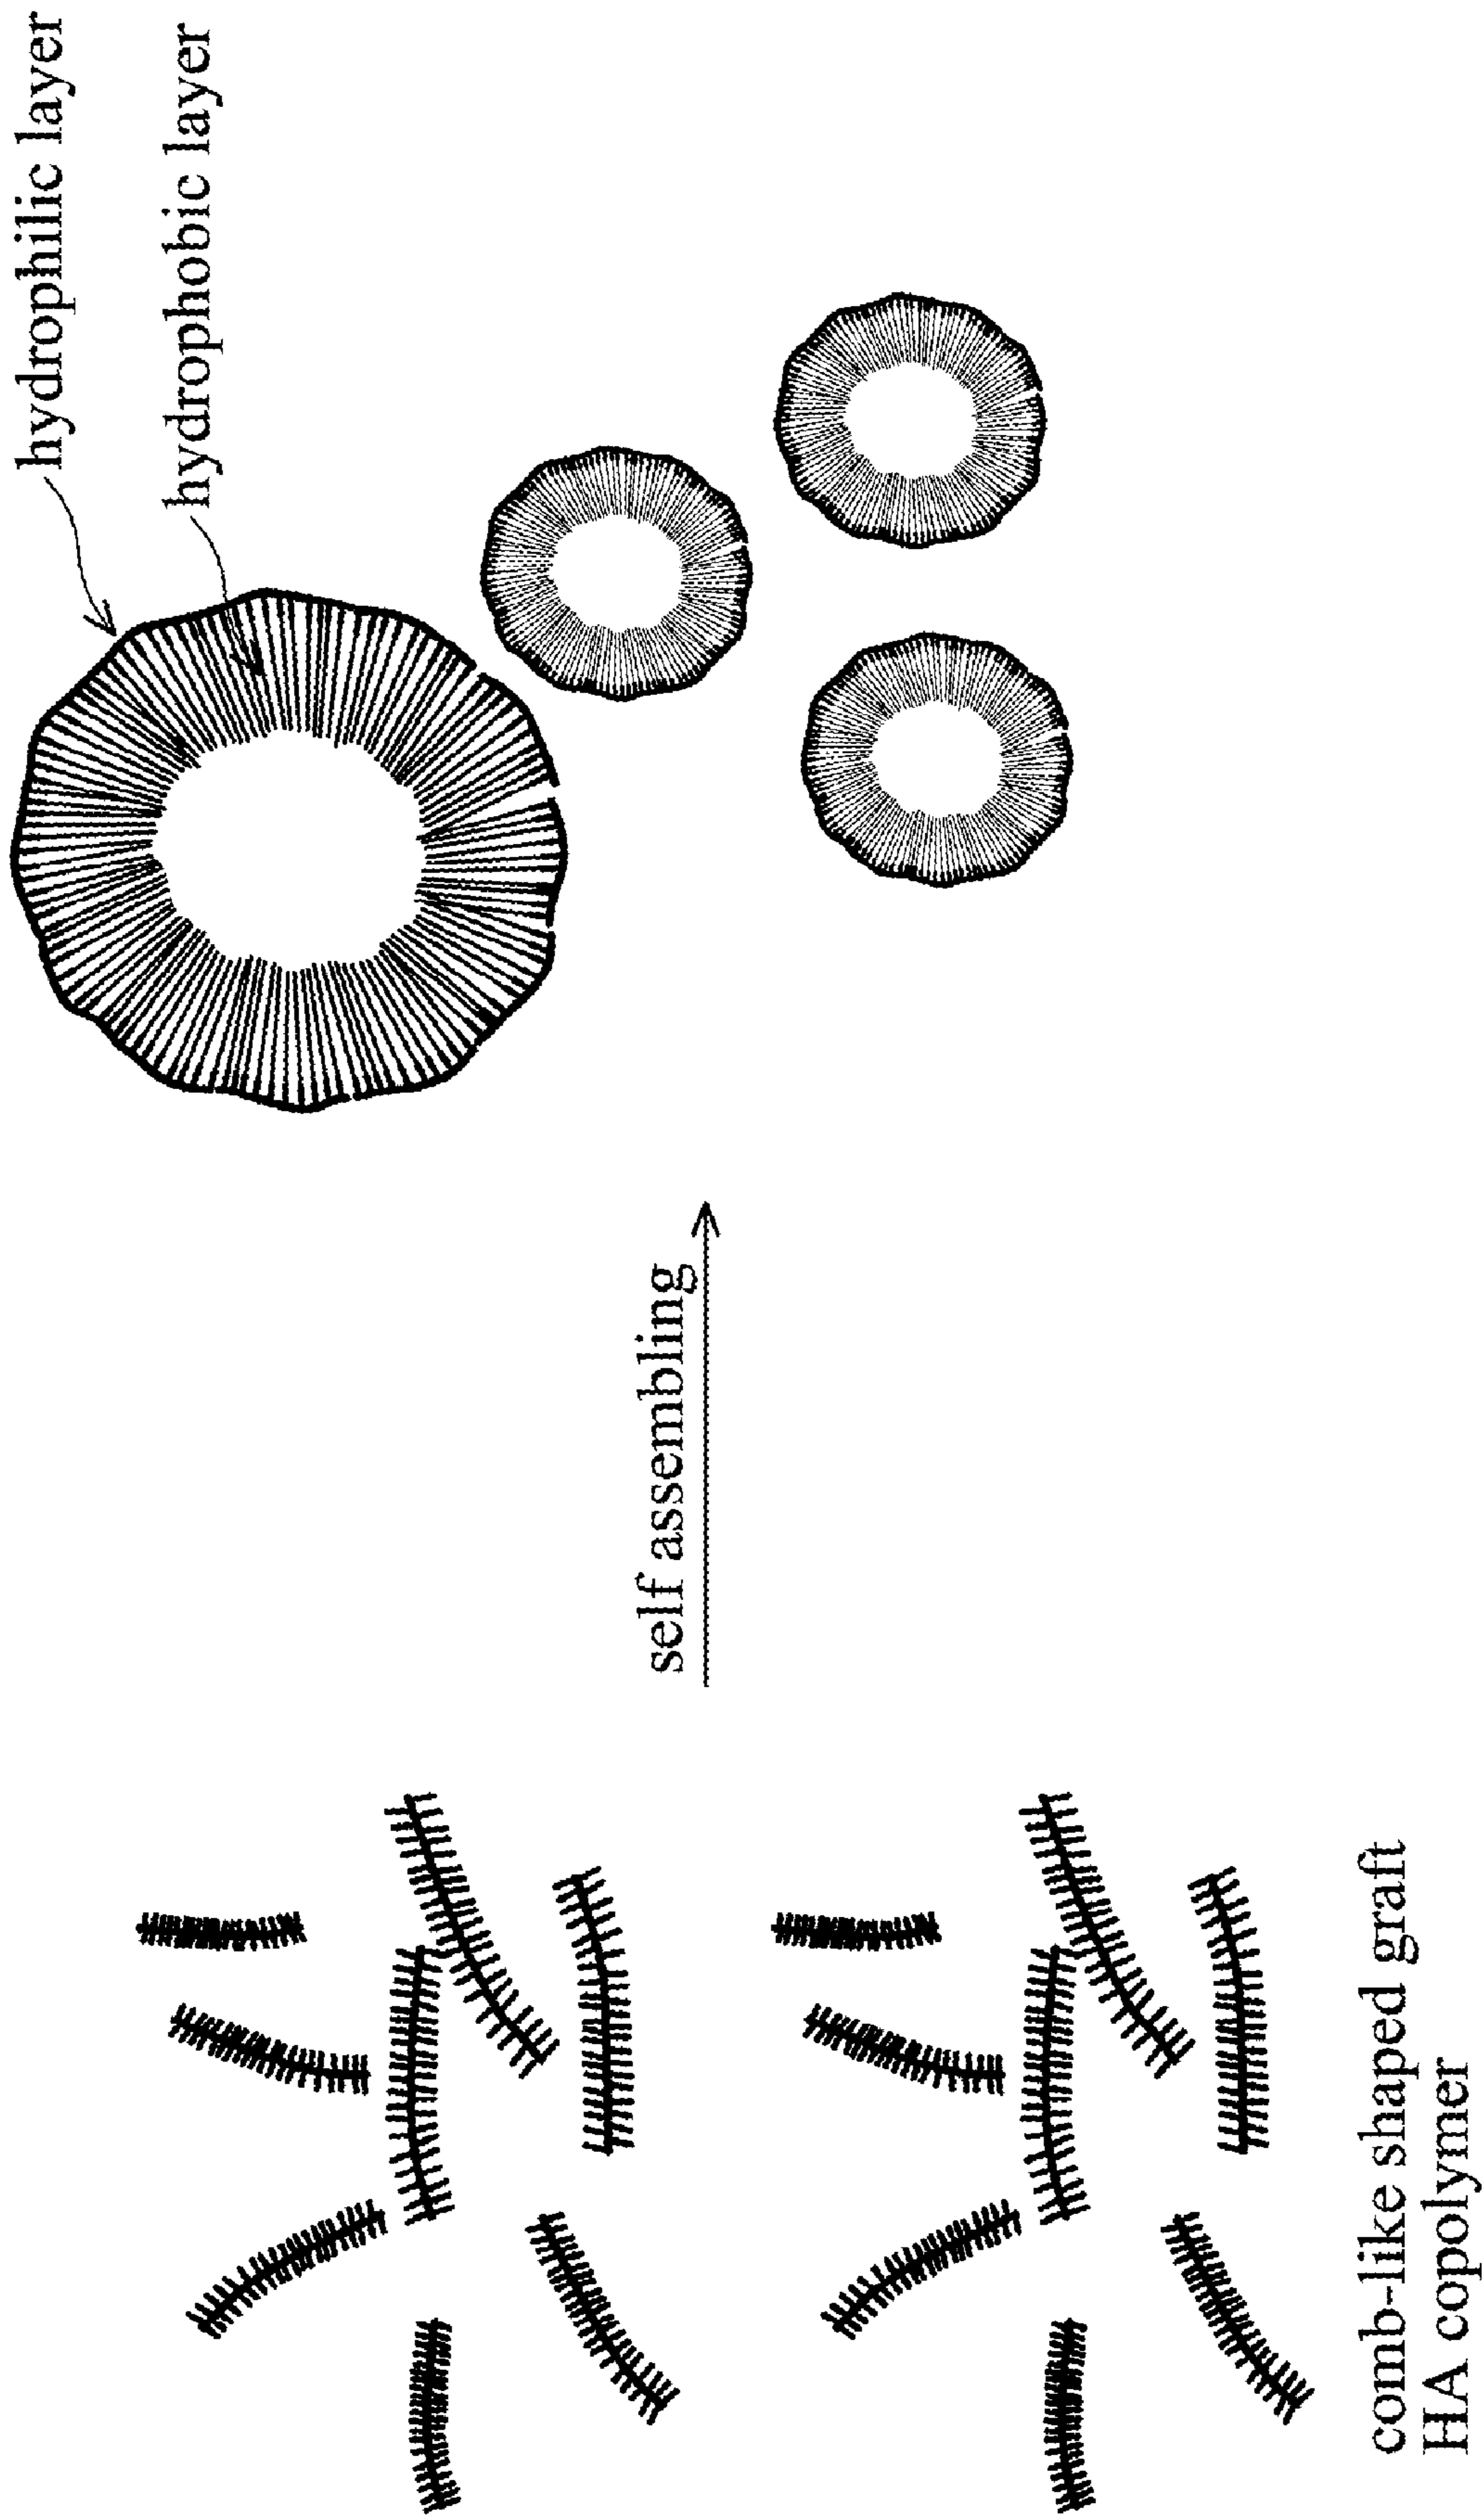 hydrophilic layer
hydrophobic layer
self assembling
comb-like shaped graft
HA copolymer